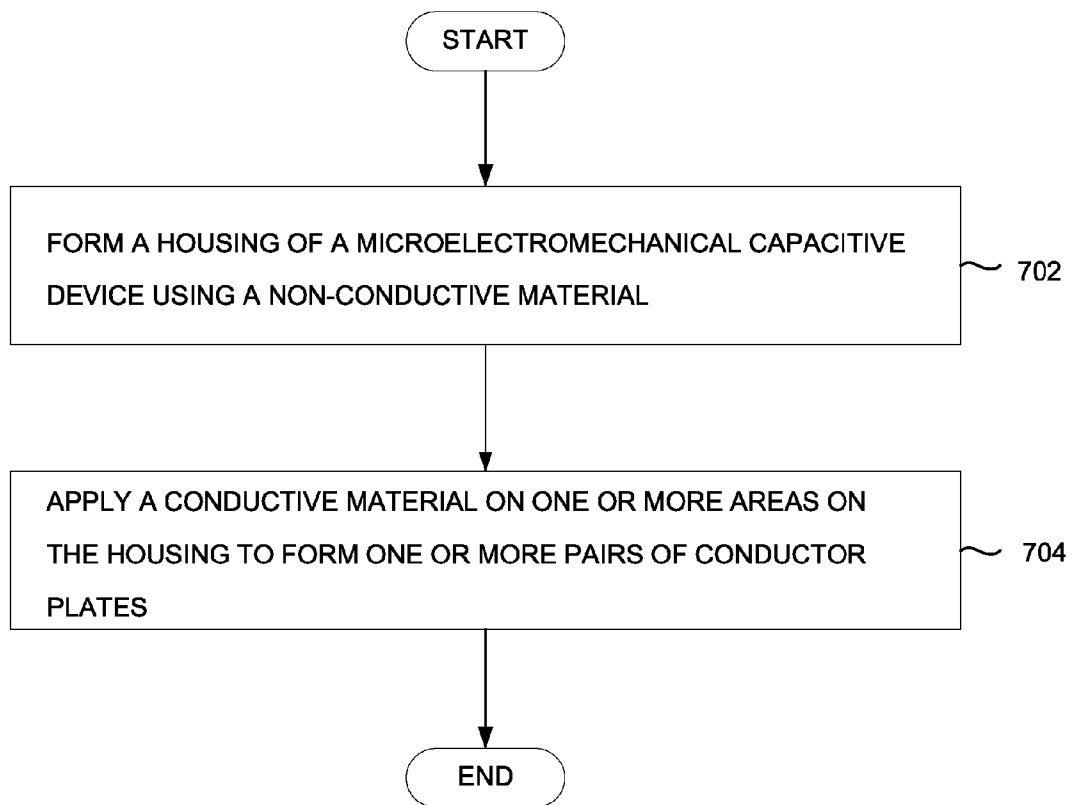 START
FORM A HOUSING OF A MICROELECTROMECHANICAL CAPACITIVE
DEVICE USING A NON-CONDUCTIVE MATERIAL
702
APPLY A CONDUCTIVE MATERIAL ON ONE OR MORE AREAS ON
THE HOUSING TO FORM ONE OR MORE PAIRS OF CONDUCTOR
PLATES
704
END